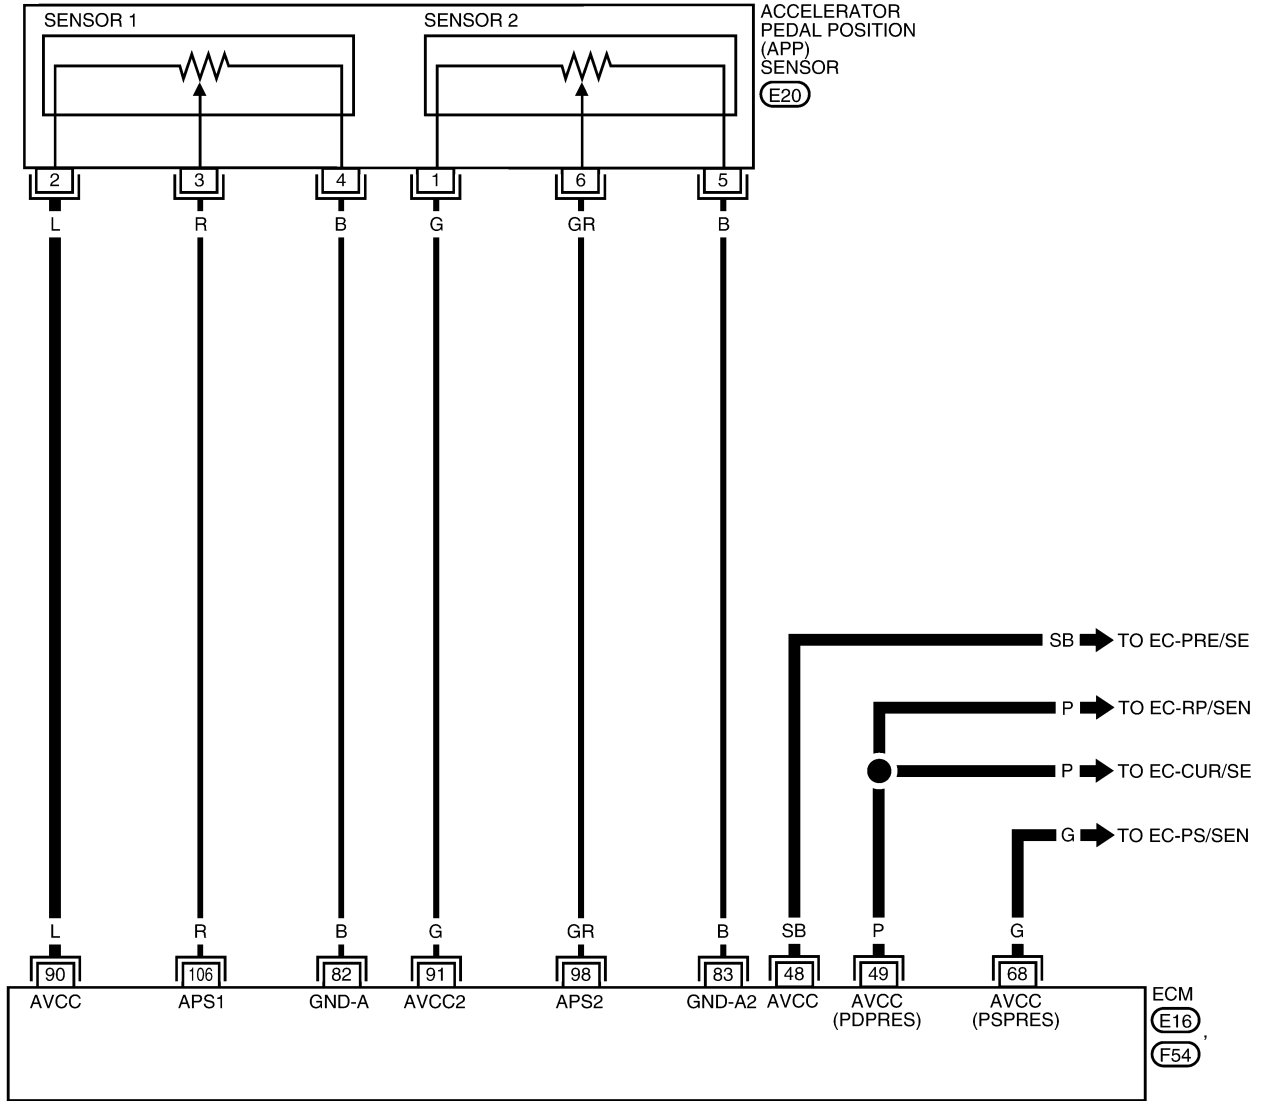 SENSOR 1
SENSOR 2
ACCELERATOR
PEDAL POSITION
(APP)
SENSOR
E20
2 3 4 1 6 5
L R B G GR B
SB TO EC-PRE/SE
P TO EC-RP/SEN
P TO EC-CUR/SE
G TO EC-PS/SEN
L R B G GR B SB P G
90 106 82 91 98 83 48 49 68
AVCC APS1 GND-A AVCC2 APS2 GND-A2 AVCC AVCC AVCC
(PDPRES) (PSPRES)
ECM
E16 ,
F54